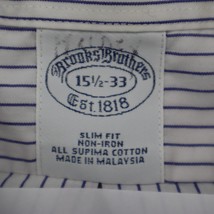 Brooks Brothers
15½-33
Est. 1818
SLIM FIT
NON-IRON
ALL SUPIMA COTTON
MADE IN MALAYSIA